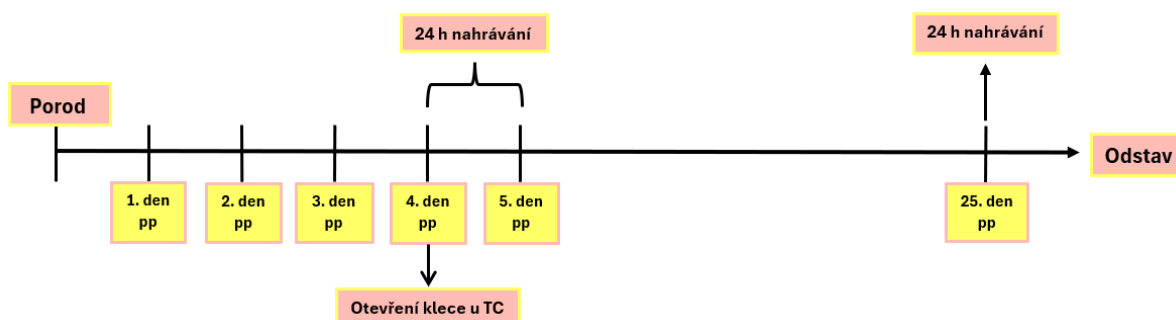 24 h nahrávání
24 h nahrávání
Porod
Odstav
1. den
pp
2. den
pp
3. den
pp
4. den
pp
5. den
pp
25. den
pp
Otevření klece u TC